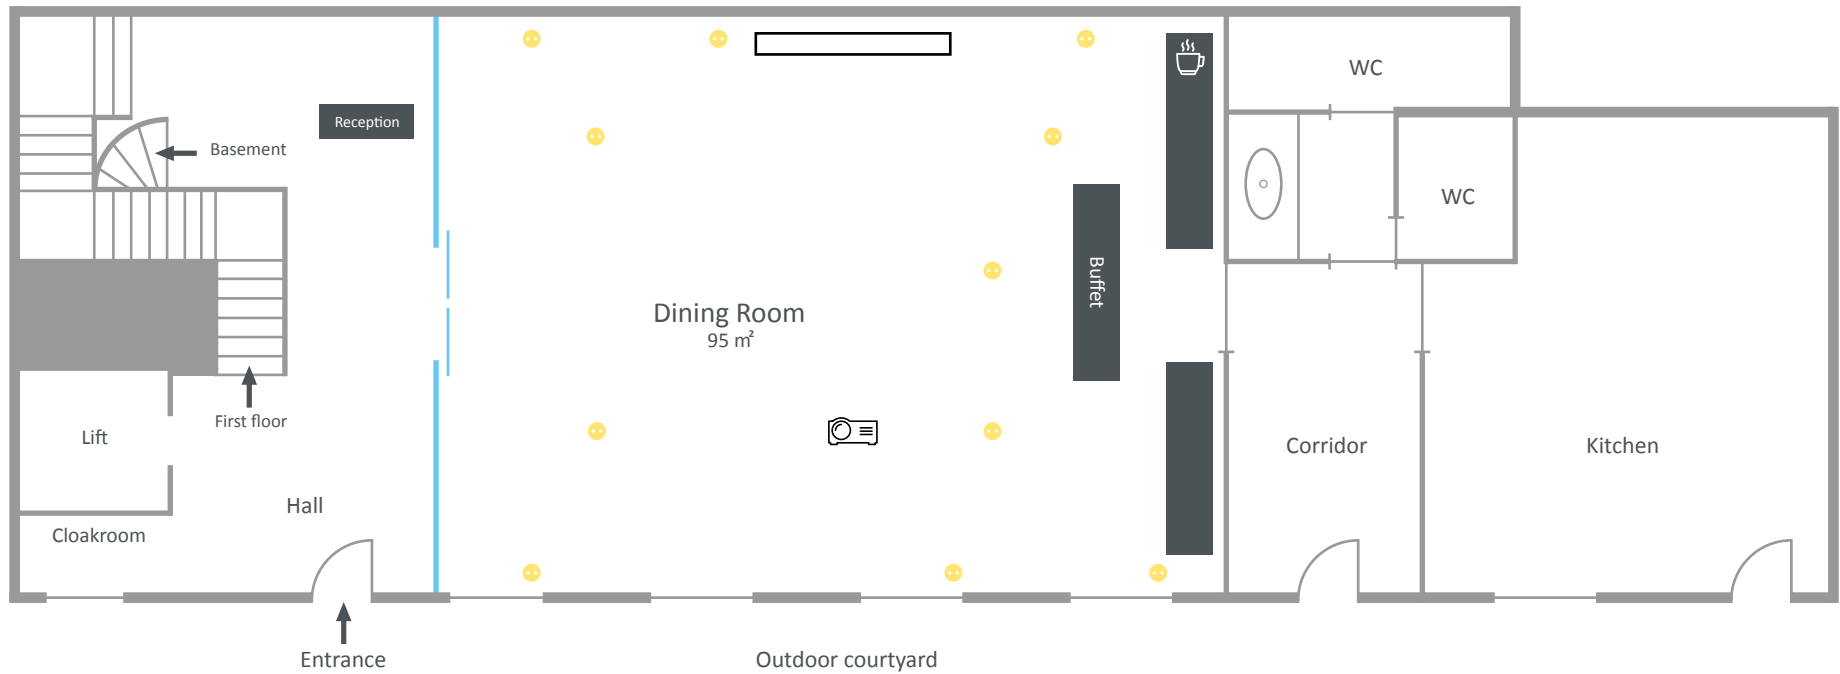 WC
Reception
Basement
WC
Buffet
Dining Room
95 m²
First floor
Lift
Corridor
Kitchen
Hall
Cloakroom
Entrance
Outdoor courtyard